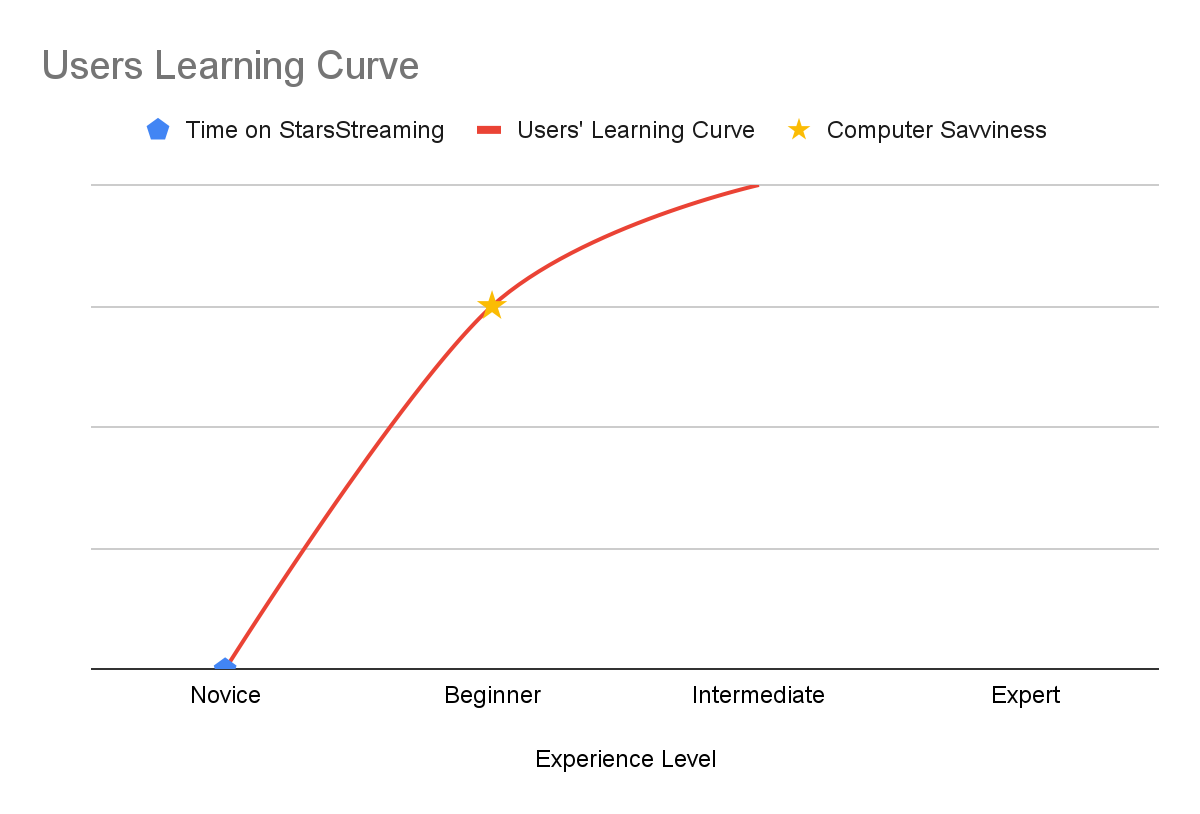 Users Learning Curve
Time on StarsStreaming Users' Learning Curve Computer Savviness
Novice Beginner Intermediate Expert
Experience Level